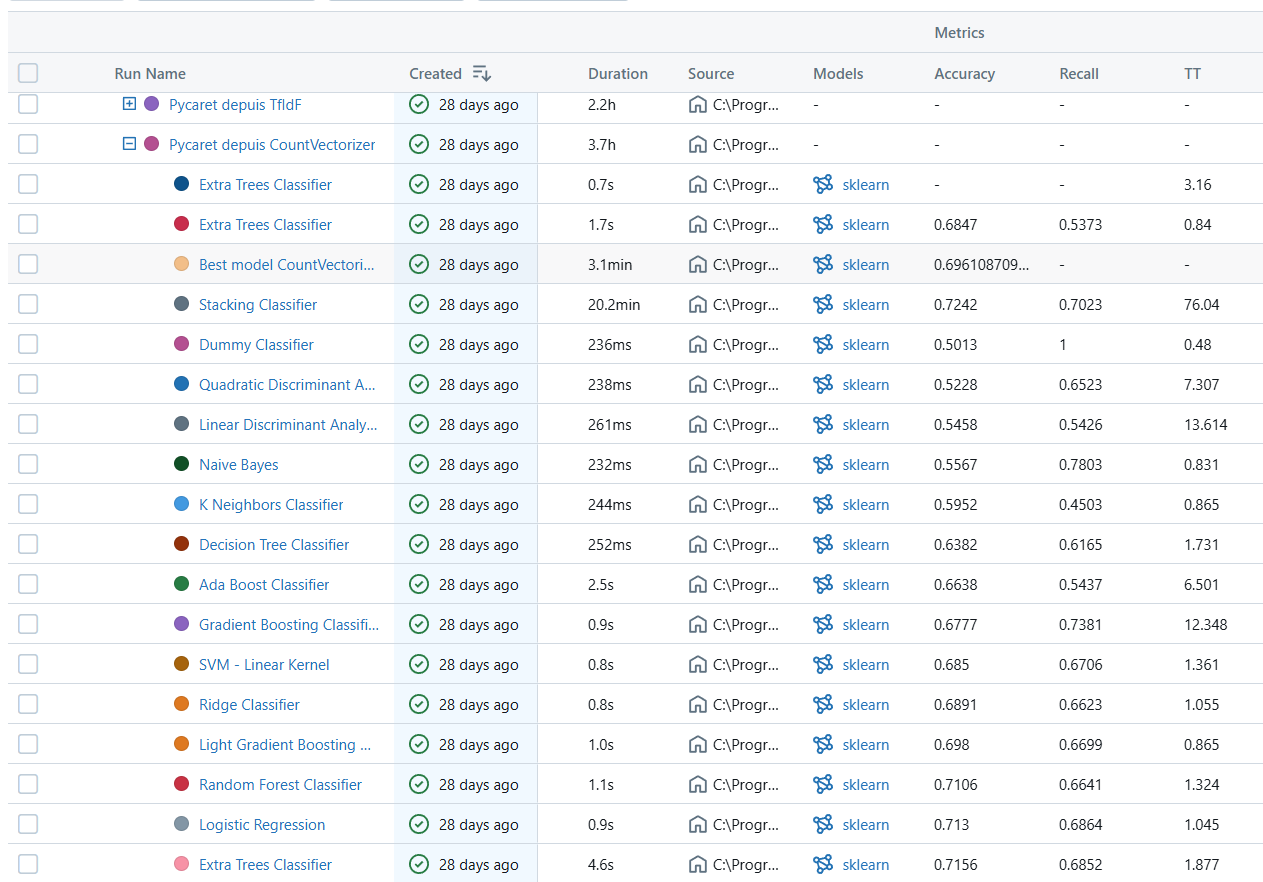 Metrics
Run Name Created Duration Source Models Accuracy Recall TT
Pycaret depuis TfIdF 28 days ago 2.2h C:\Progr... - - - -
Pycaret depuis CountVectorizer 28 days ago 3.7h C:\Progr... - - - -
Extra Trees Classifier 28 days ago 0.7s C:\Progr... sklearn - - 3.16
Extra Trees Classifier 28 days ago 1.7s C:\Progr... sklearn 0.6847 0.5373 0.84
Best model CountVectori... 28 days ago 3.1min C:\Progr... sklearn 0.696108709... - -
Stacking Classifier 28 days ago 20.2min C:\Progr... sklearn 0.7242 0.7023 76.04
Dummy Classifier 28 days ago 236ms C:\Progr... sklearn 0.5013 1 0.48
Quadratic Discriminant A... 28 days ago 238ms C:\Progr... sklearn 0.5228 0.6523 7.307
Linear Discriminant Analy... 28 days ago 261ms C:\Progr... sklearn 0.5458 0.5426 13.614
Naive Bayes 28 days ago 232ms C:\Progr... sklearn 0.5567 0.7803 0.831
K Neighbors Classifier 28 days ago 244ms C:\Progr... sklearn 0.5952 0.4503 0.865
Decision Tree Classifier 28 days ago 252ms C:\Progr... sklearn 0.6382 0.6165 1.731
Ada Boost Classifier 28 days ago 2.5s C:\Progr... sklearn 0.6638 0.5437 6.501
Gradient Boosting Classifi... 28 days ago 0.9s C:\Progr... sklearn 0.6777 0.7381 12.348
SVM - Linear Kernel 28 days ago 0.8s C:\Progr... sklearn 0.685 0.6706 1.361
Ridge Classifier 28 days ago 0.8s C:\Progr... sklearn 0.6891 0.6623 1.055
Light Gradient Boosting ... 28 days ago 1.0s C:\Progr... sklearn 0.698 0.6699 0.865
Random Forest Classifier 28 days ago 1.1s C:\Progr... sklearn 0.7106 0.6641 1.324
Logistic Regression 28 days ago 0.9s C:\Progr... sklearn 0.713 0.6864 1.045
Extra Trees Classifier 28 days ago 4.6s C:\Progr... sklearn 0.7156 0.6852 1.877